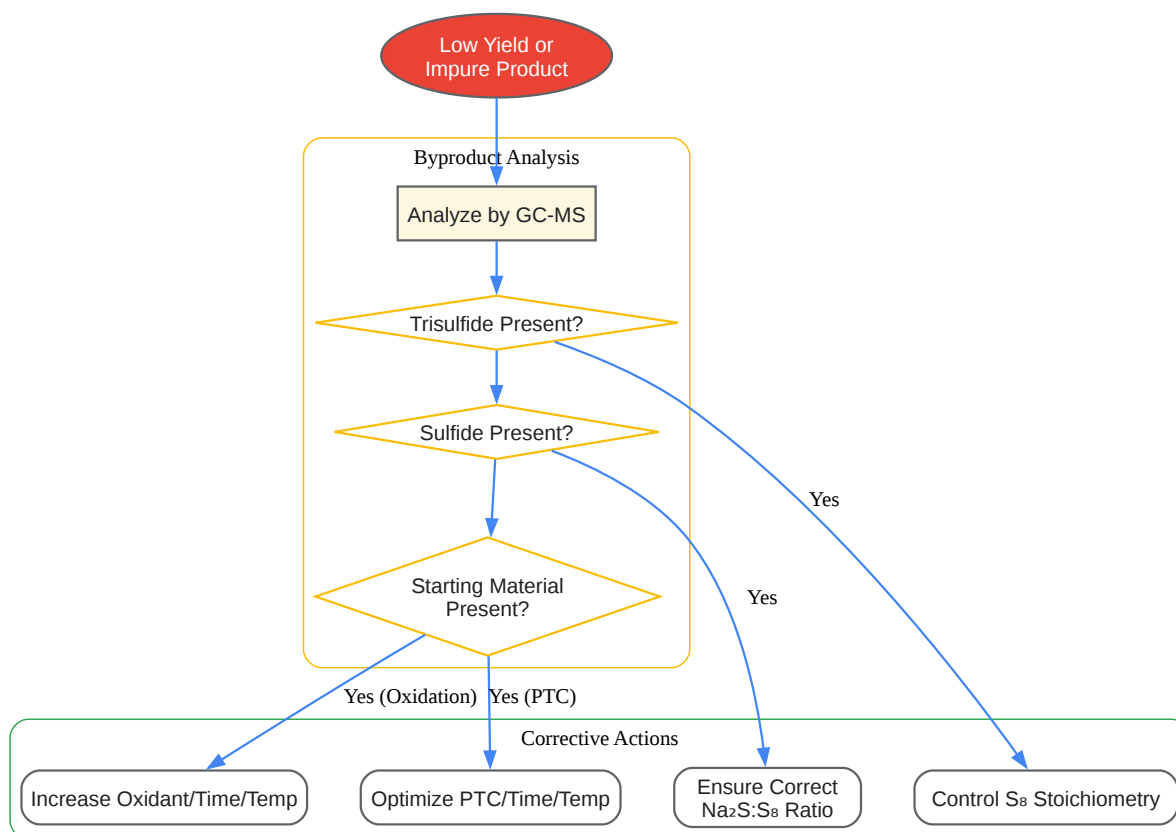 Low Yield or
Impure Product
Byproduct Analysis
Analyze by GC-MS
Trisulfide Present?
Sulfide Present?
Yes
Starting Material
Present?
Yes
Yes (Oxidation)
Yes (PTC)
Corrective Actions
Increase Oxidant/Time/Temp
Optimize PTC/Time/Temp
Ensure Correct
Na₂S:S₈ Ratio
Control S₈ Stoichiometry